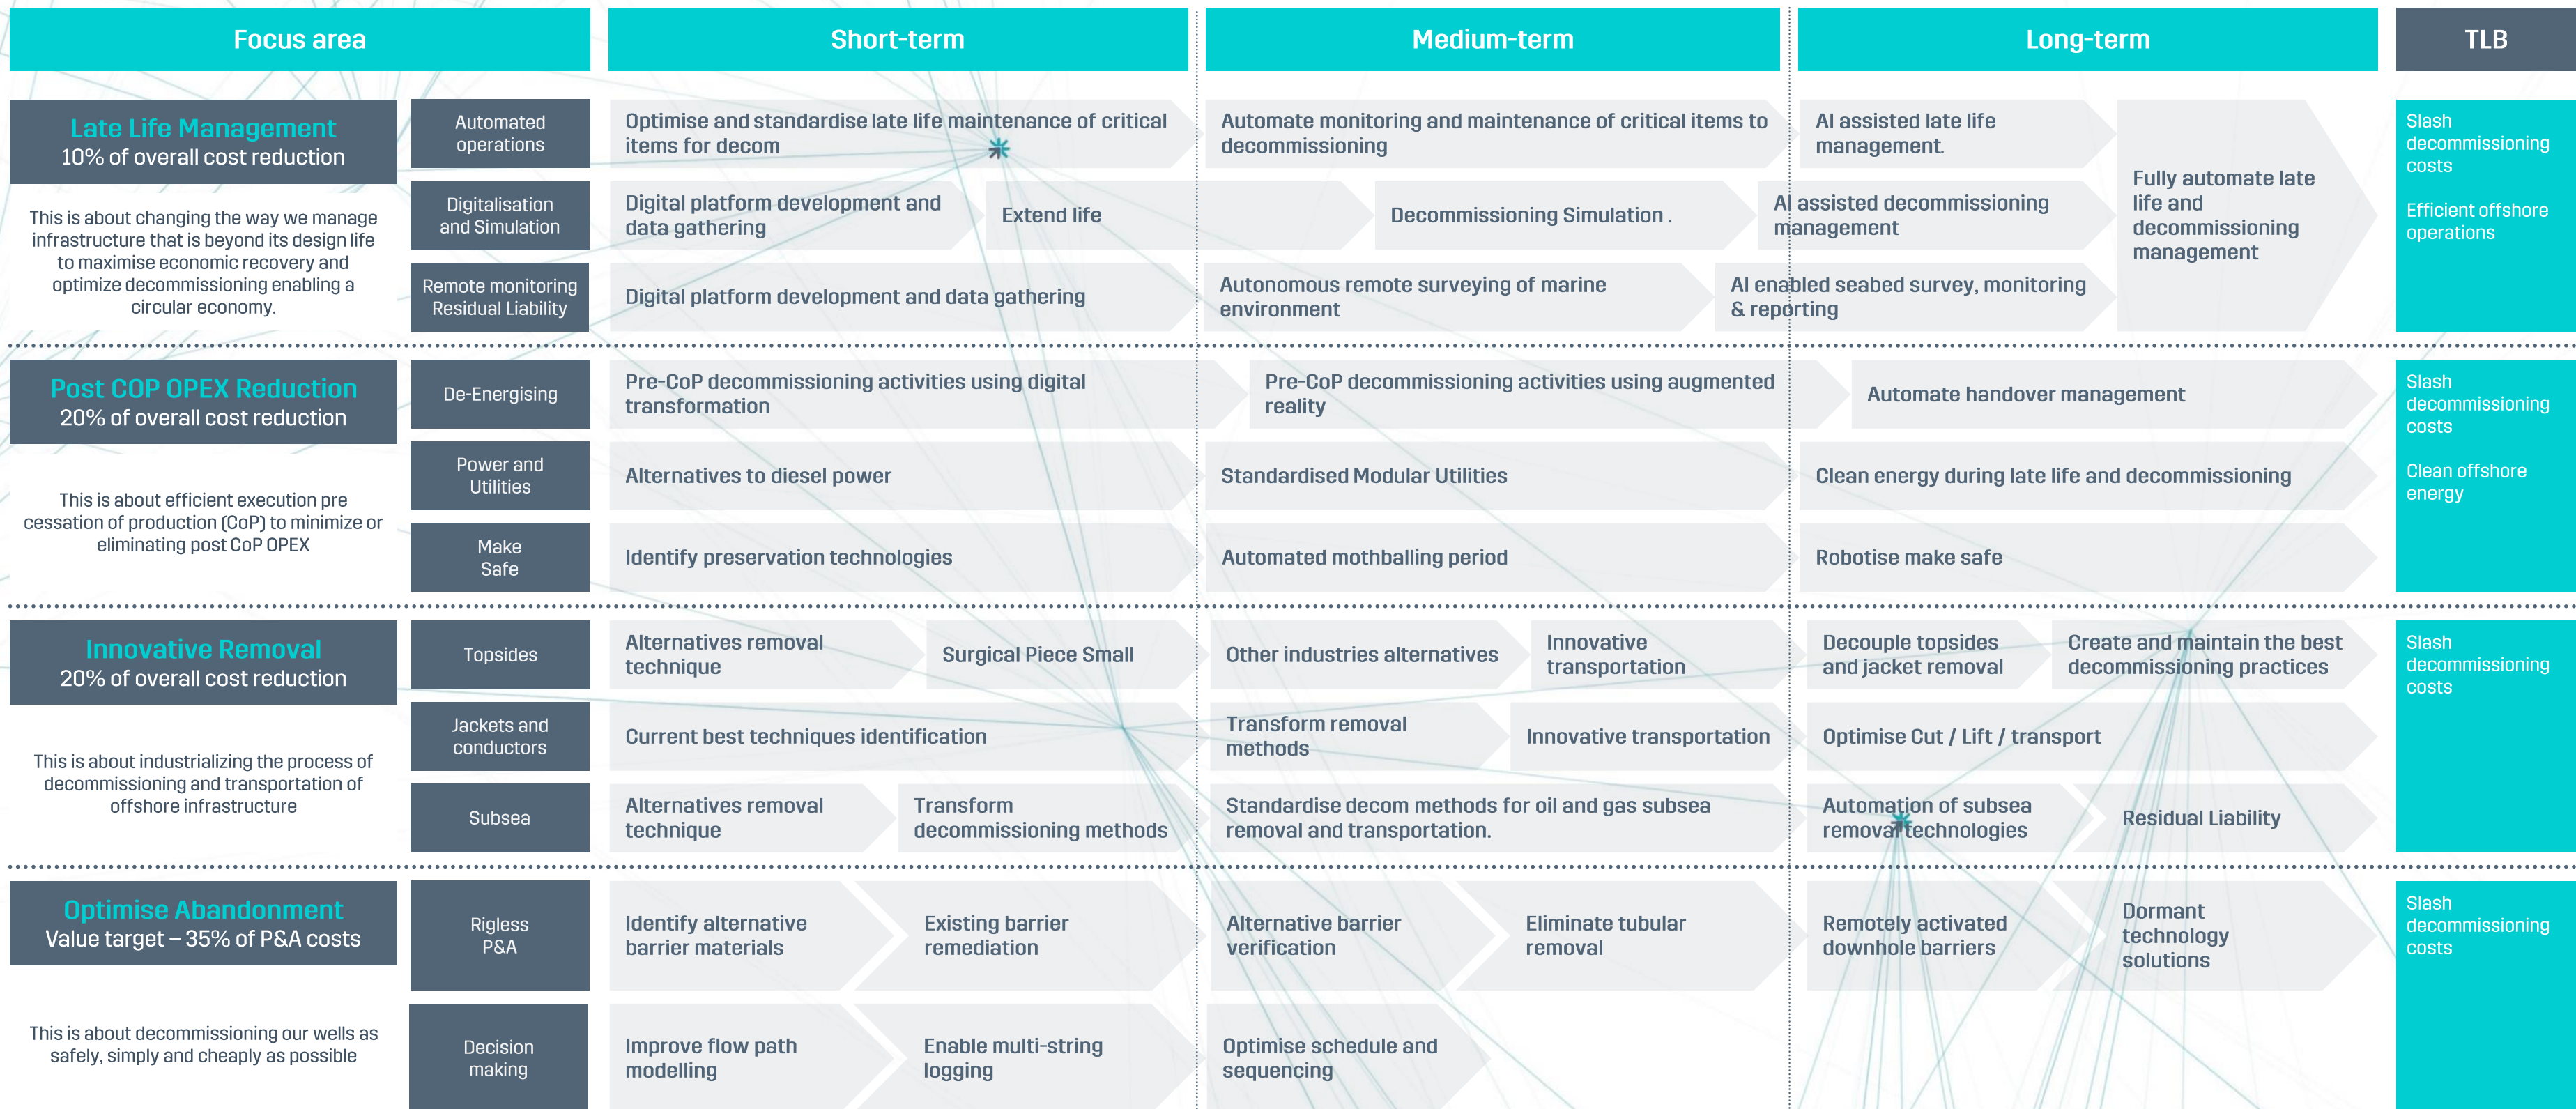 Focus area
Short-term
Medium-term
Long-term
TLB
Late Life Management
10% of overall cost reduction
This is about changing the way we manage
infrastructure that is beyond its design life
to maximise economic recovery and
optimize decommissioning enabling a
circular economy.
Automated
operations
Optimise and standardise late life maintenance of critical
items for decom
Automate monitoring and maintenance of critical items to
decommissioning
AI assisted late life
management.
Digitalisation
and Simulation
Digital platform development and
data gathering
Extend life
Decommissioning Simulation .
AI assisted decommissioning
management
Remote monitoring
Residual Liability
Digital platform development and data gathering
Autonomous remote surveying of marine
environment
AI enabled seabed survey, monitoring
& reporting
Fully automate late
life and
decommissioning
management
Slash
decommissioning
costs
Efficient offshore
operations
Post COP OPEX Reduction
20% of overall cost reduction
This is about efficient execution pre
cessation of production (CoP) to minimize or
eliminating post CoP OPEX
De-Energising
Pre-CoP decommissioning activities using digital
transformation
Pre-CoP decommissioning activities using augmented
reality
Automate handover management
Power and
Utilities
Alternatives to diesel power
Standardised Modular Utilities
Clean energy during late life and decommissioning
Make
Safe
Identify preservation technologies
Automated mothballing period
Robotise make safe
Slash
decommissioning
costs
Clean offshore
energy
Innovative Removal
20% of overall cost reduction
This is about industrializing the process of
decommissioning and transportation of
offshore infrastructure
Topsides
Alternatives removal
technique
Surgical Piece Small
Other industries alternatives
Innovative
transportation
Decouple topsides
and jacket removal
Create and maintain the best
decommissioning practices
Jackets and
conductors
Current best techniques identification
Transform removal
methods
Innovative transportation
Optimise Cut / Lift / transport
Subsea
Alternatives removal
technique
Transform
decommissioning methods
Standardise decom methods for oil and gas subsea
removal and transportation.
Automation of subsea
removal technologies
Residual Liability
Slash
decommissioning
costs
Optimise Abandonment
Value target – 35% of P&A costs
This is about decommissioning our wells as
safely, simply and cheaply as possible
Rigless
P&A
Identify alternative
barrier materials
Existing barrier
remediation
Alternative barrier
verification
Eliminate tubular
removal
Remotely activated
downhole barriers
Dormant
technology
solutions
Decision
making
Improve flow path
modelling
Enable multi-string
logging
Optimise schedule and
sequencing
Slash
decommissioning
costs